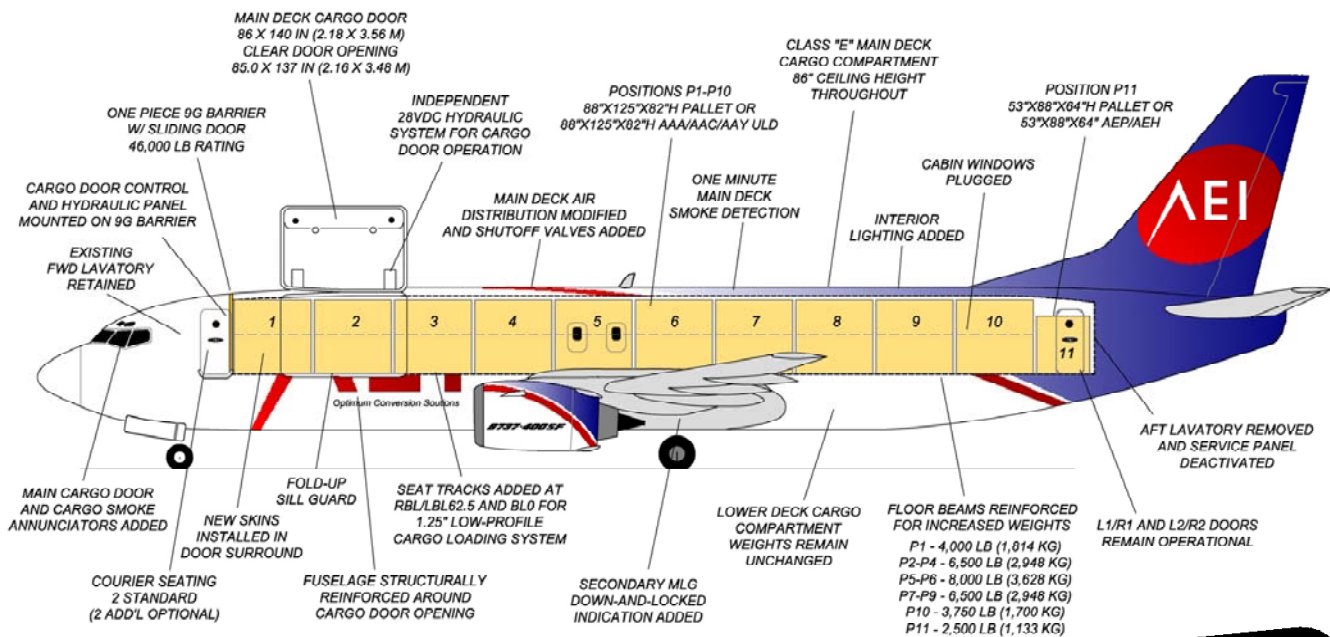 MAIN DECK CARGO DOOR
86 X 140 IN (2.18 X 3.56 M)
CLEAR DOOR OPENING
85.0 X 137 IN (2.16 X 3.48 M)
ONE PIECE 9G BARRIER
W/ SLIDING DOOR
46,000 LB RATING
CARGO DOOR CONTROL
AND HYDRAULIC PANEL
MOUNTED ON 9G BARRIER
EXISTING
FWD LAVATORY
RETAINED
INDEPENDENT
28VDC HYDRAULIC
SYSTEM FOR CARGO
DOOR OPERATION
MAIN DECK AIR
DISTRIBUTION MODIFIED
AND SHUTOFF VALVES ADDED
POSITIONS P1-P10
88"X125"X82"H PALLET OR
88"X125"X82"H AAA/AAC/AAY ULD
ONE MINUTE
MAIN DECK
SMOKE DETECTION
CLASS "E" MAIN DECK
CARGO COMPARTMENT
86" CEILING HEIGHT
THROUGHOUT
INTERIOR
LIGHTING ADDED
CABIN WINDOWS
PLUGGED
POSITION P11
53"X88"X64"H PALLET OR
53"X88"X64" AEP/AEH
AEI
1 2 3 4 5 6 7 8 9 10 11
Optimum Conversion Soutions
B737-400SF
MAIN CARGO DOOR
AND CARGO SMOKE
ANNUNCIATORS ADDED
COURIER SEATING
2 STANDARD
(2 ADD'L OPTIONAL)
NEW SKINS
INSTALLED IN
DOOR SURROUND
FOLD-UP
SILL GUARD
FUSELAGE STRUCTURALLY
REINFORCED AROUND
CARGO DOOR OPENING
SEAT TRACKS ADDED AT
RBL/LBL62.5 AND BL0 FOR
1.25" LOW-PROFILE
CARGO LOADING SYSTEM
SECONDARY MLG
DOWN-AND-LOCKED
INDICATION ADDED
LOWER DECK CARGO
COMPARTMENT
WEIGHTS REMAIN
UNCHANGED
FLOOR BEAMS REINFORCED
FOR INCREASED WEIGHTS
P1 - 4,000 LB (1,814 KG)
P2-P4 - 6,500 LB (2,948 KG)
P5-P6 - 8,000 LB (3,628 KG)
P7-P9 - 6,500 LB (2,948 KG)
P10 - 3,750 LB (1,700 KG)
P11 - 2,500 LB (1,133 KG)
L1/R1 AND L2/R2 DOORS
REMAIN OPERATIONAL
AFT LAVATORY REMOVED
AND SERVICE PANEL
DEACTIVATED